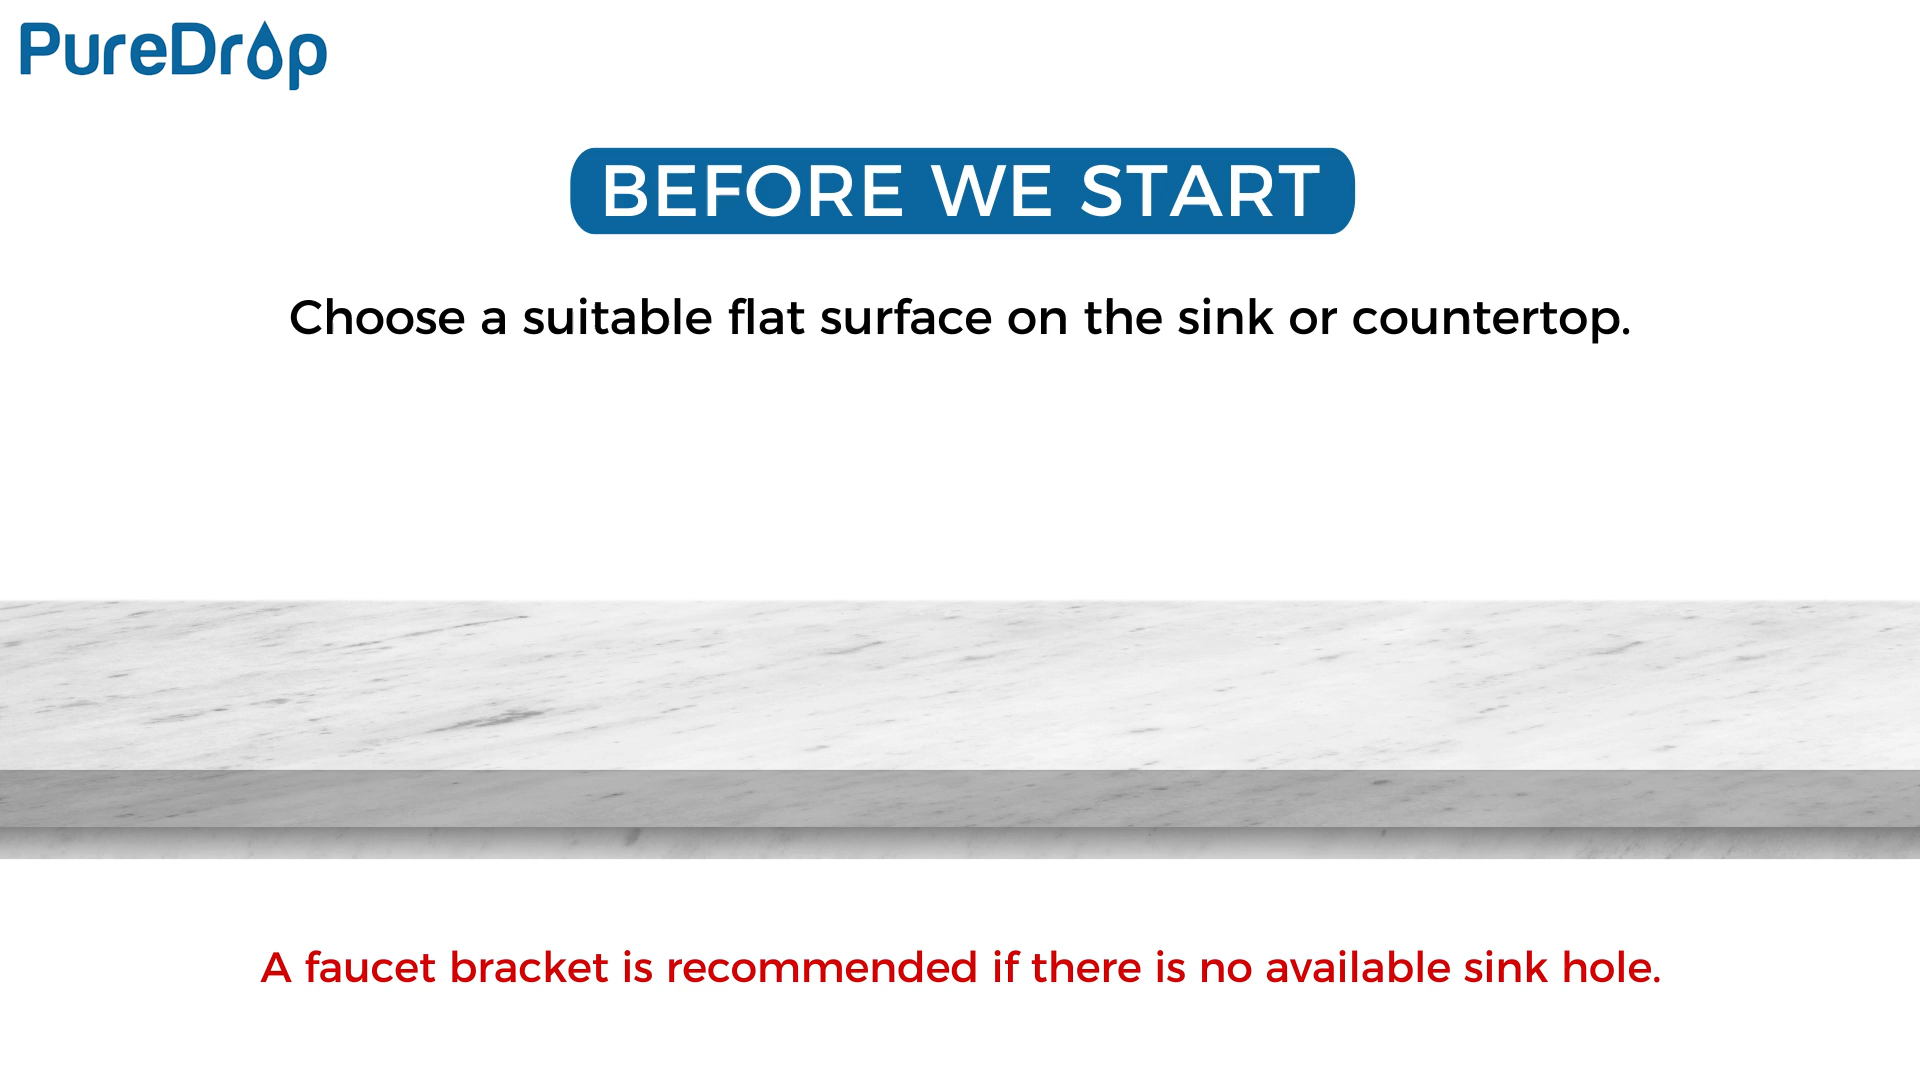 PureDrop
BEFORE WE START
Choose a suitable flat surface on the sink or countertop.
A faucet bracket is recommended if there is no available sink hole.